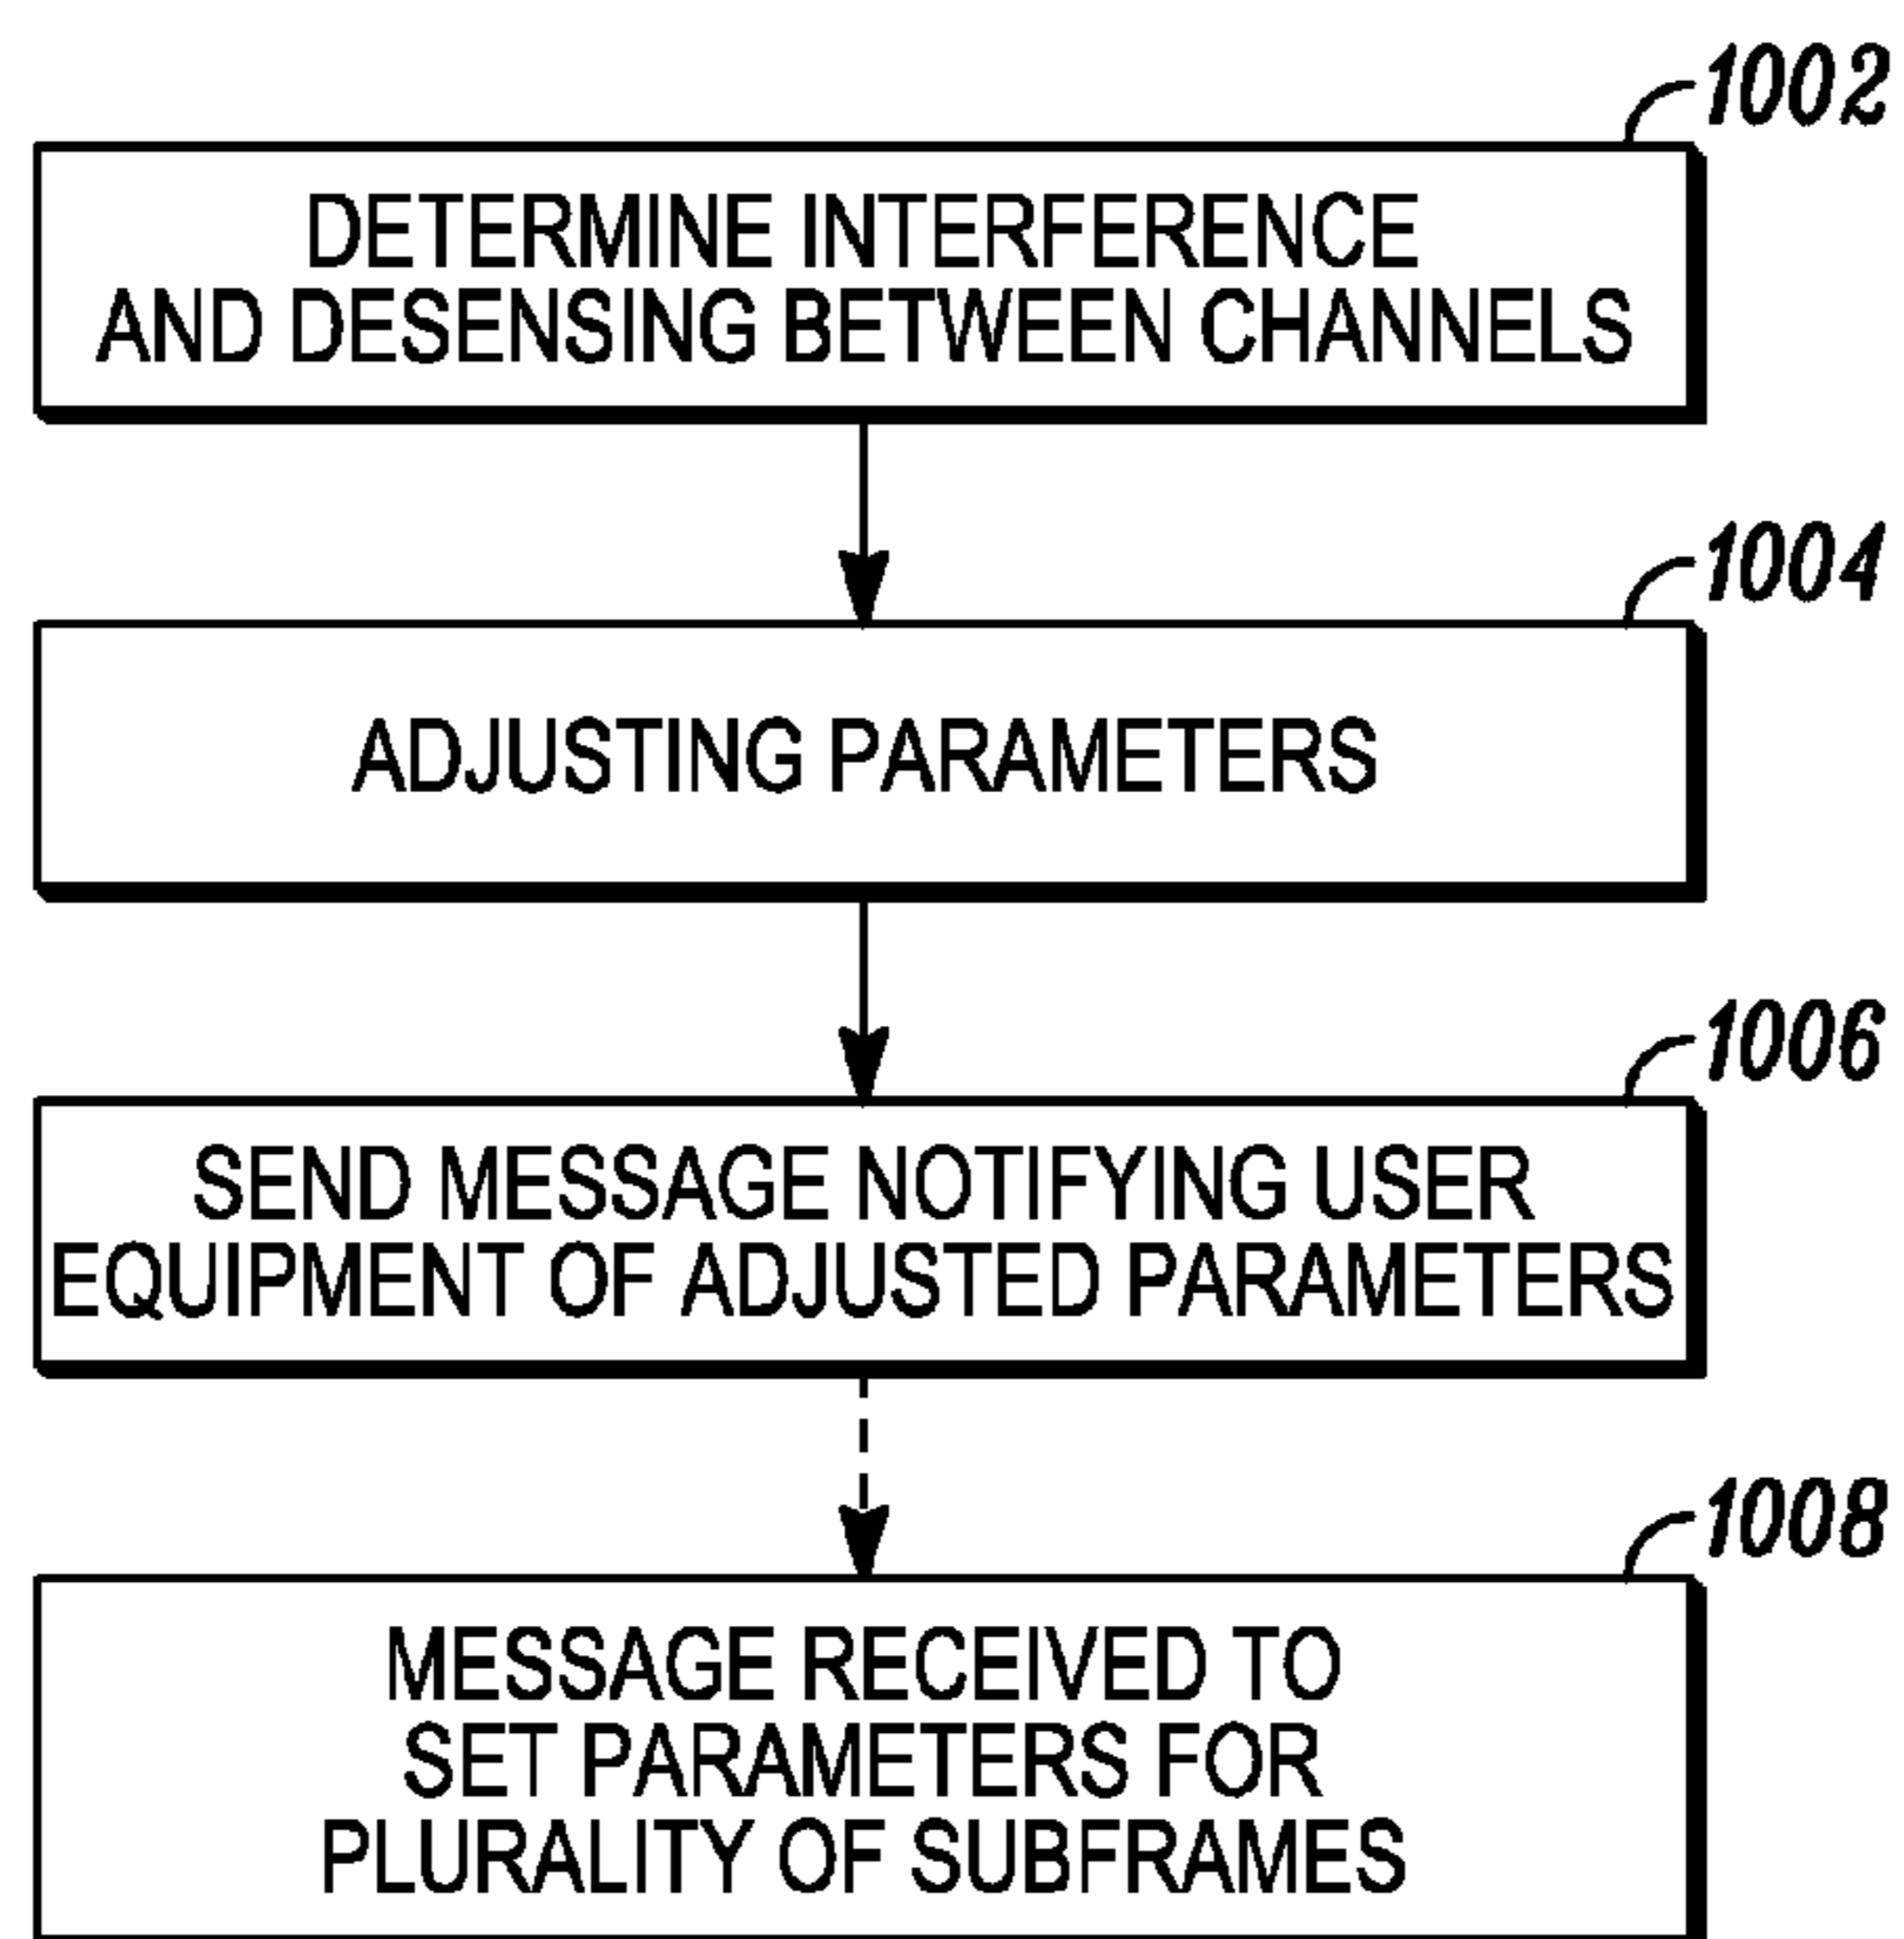 1002
DETERMINE INTERFERENCE
AND DESENSING BETWEEN CHANNELS
1004
ADJUSTING PARAMETERS
1006
SEND MESSAGE NOTIFYING USER
EQUIPMENT OF ADJUSTED PARAMETERS
1008
MESSAGE RECEIVED TO
SET PARAMETERS FOR
PLURALITY OF SUBFRAMES